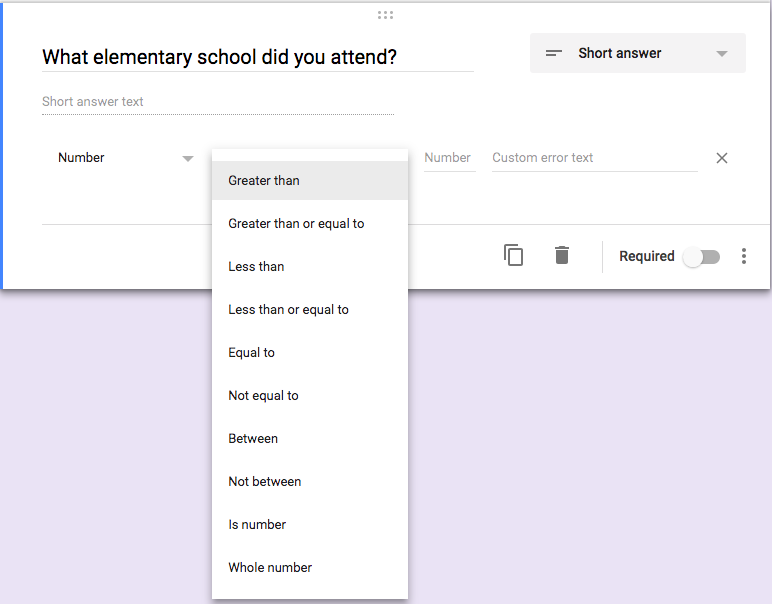 What elementary school did you attend?
Short answer
Short answer text
Number
Number
Custom error text
Greater than
Greater than or equal to
Less than
Less than or equal to
Equal to
Not equal to
Between
Not between
Is number
Whole number
Required